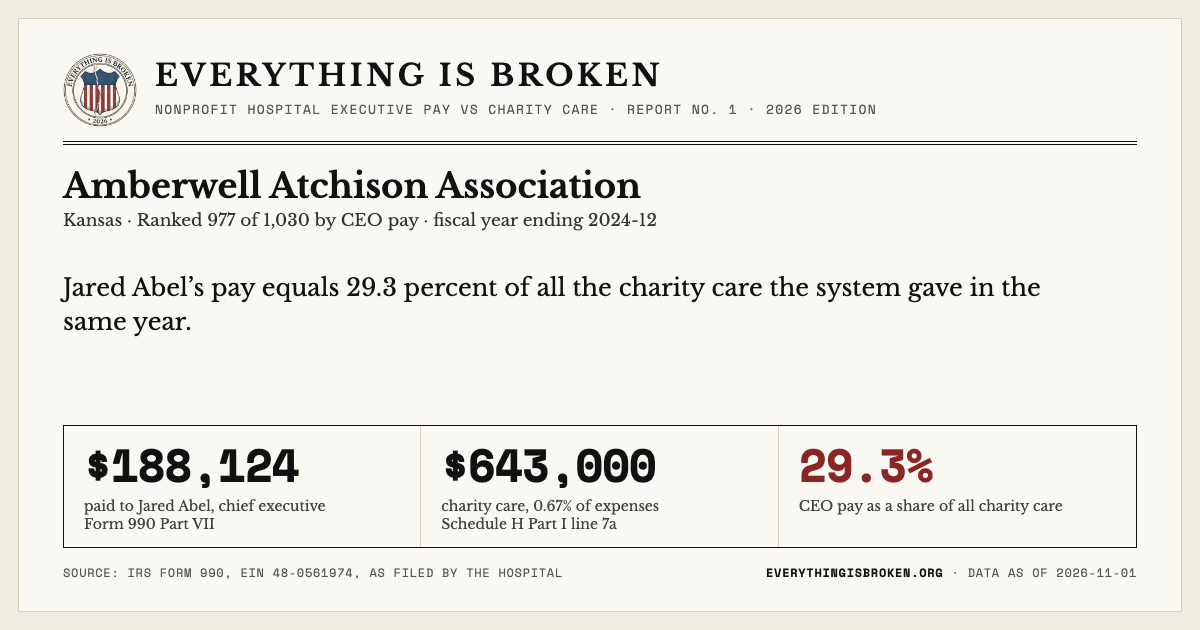 EVERYTHING IS BROKEN
2026
EVERYTHING IS BROKEN
NONPROFIT HOSPITAL EXECUTIVE PAY VS CHARITY CARE · REPORT NO. 1 · 2026 EDITION
Amberwell Atchison Association
Kansas · Ranked 977 of 1,030 by CEO pay · fiscal year ending 2024-12
Jared Abel’s pay equals 29.3 percent of all the charity care the system gave in the
same year.
$188,124
paid to Jared Abel, chief executive
Form 990 Part VII
$643,000
charity care, 0.67% of expenses
Schedule H Part I line 7a
29.3%
CEO pay as a share of all charity care
SOURCE: IRS FORM 990, EIN 48-0561974, AS FILED BY THE HOSPITAL
EVERYTHINGISBROKEN.ORG · DATA AS OF 2026-11-01